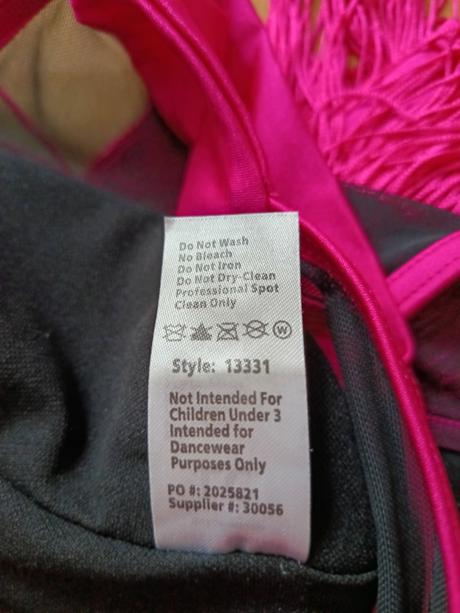 Do Not Wash
No Bleach
Do Not Iron
Do Not Dry-Clean
Professional Spot
Clean Only
W
Style: 13331
Not Intended For
Children Under 3
Intended for
Dancewear
Purposes Only
PO #: 2025821
Supplier #: 30056